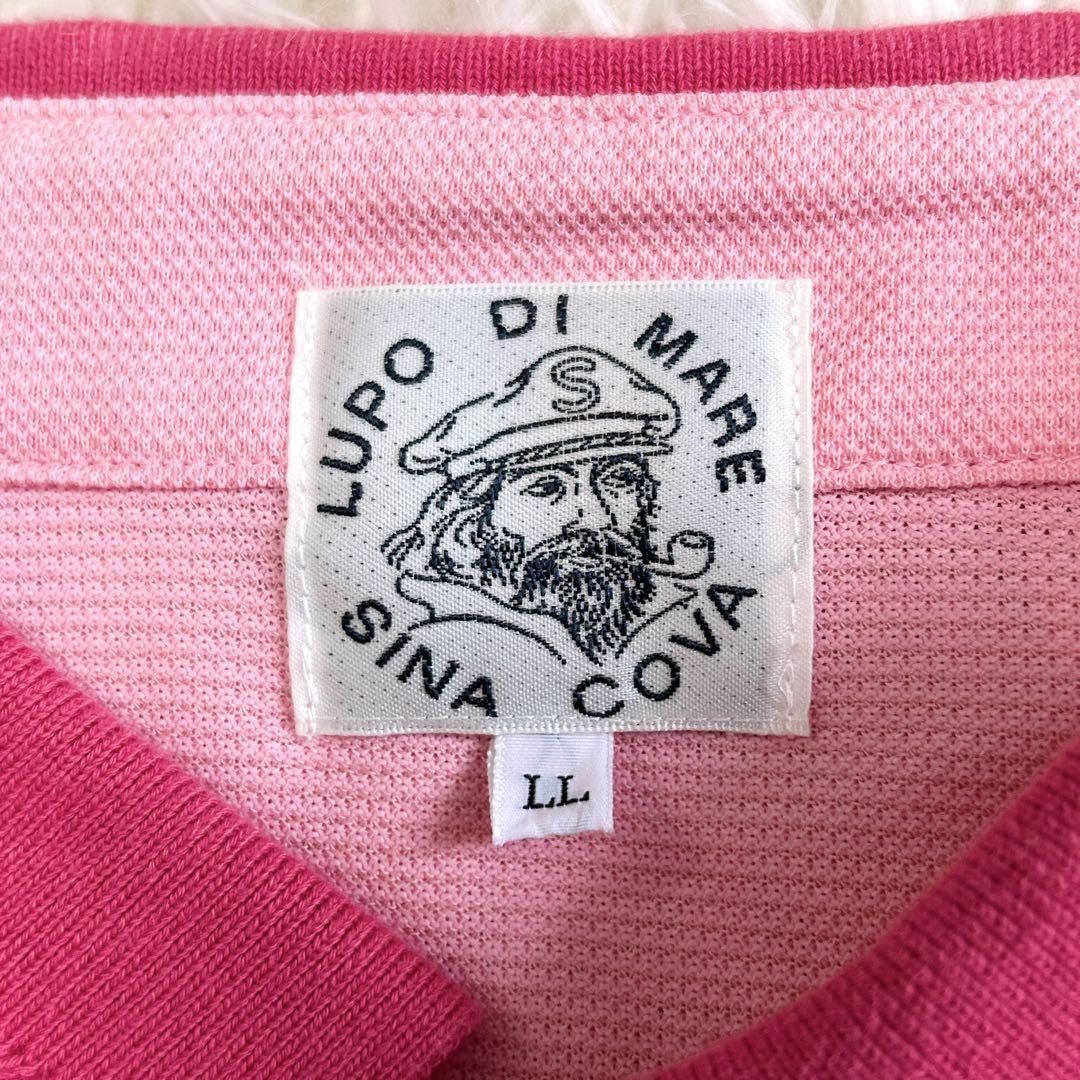 LUPO DI MARE
S
SINA COVA
LL